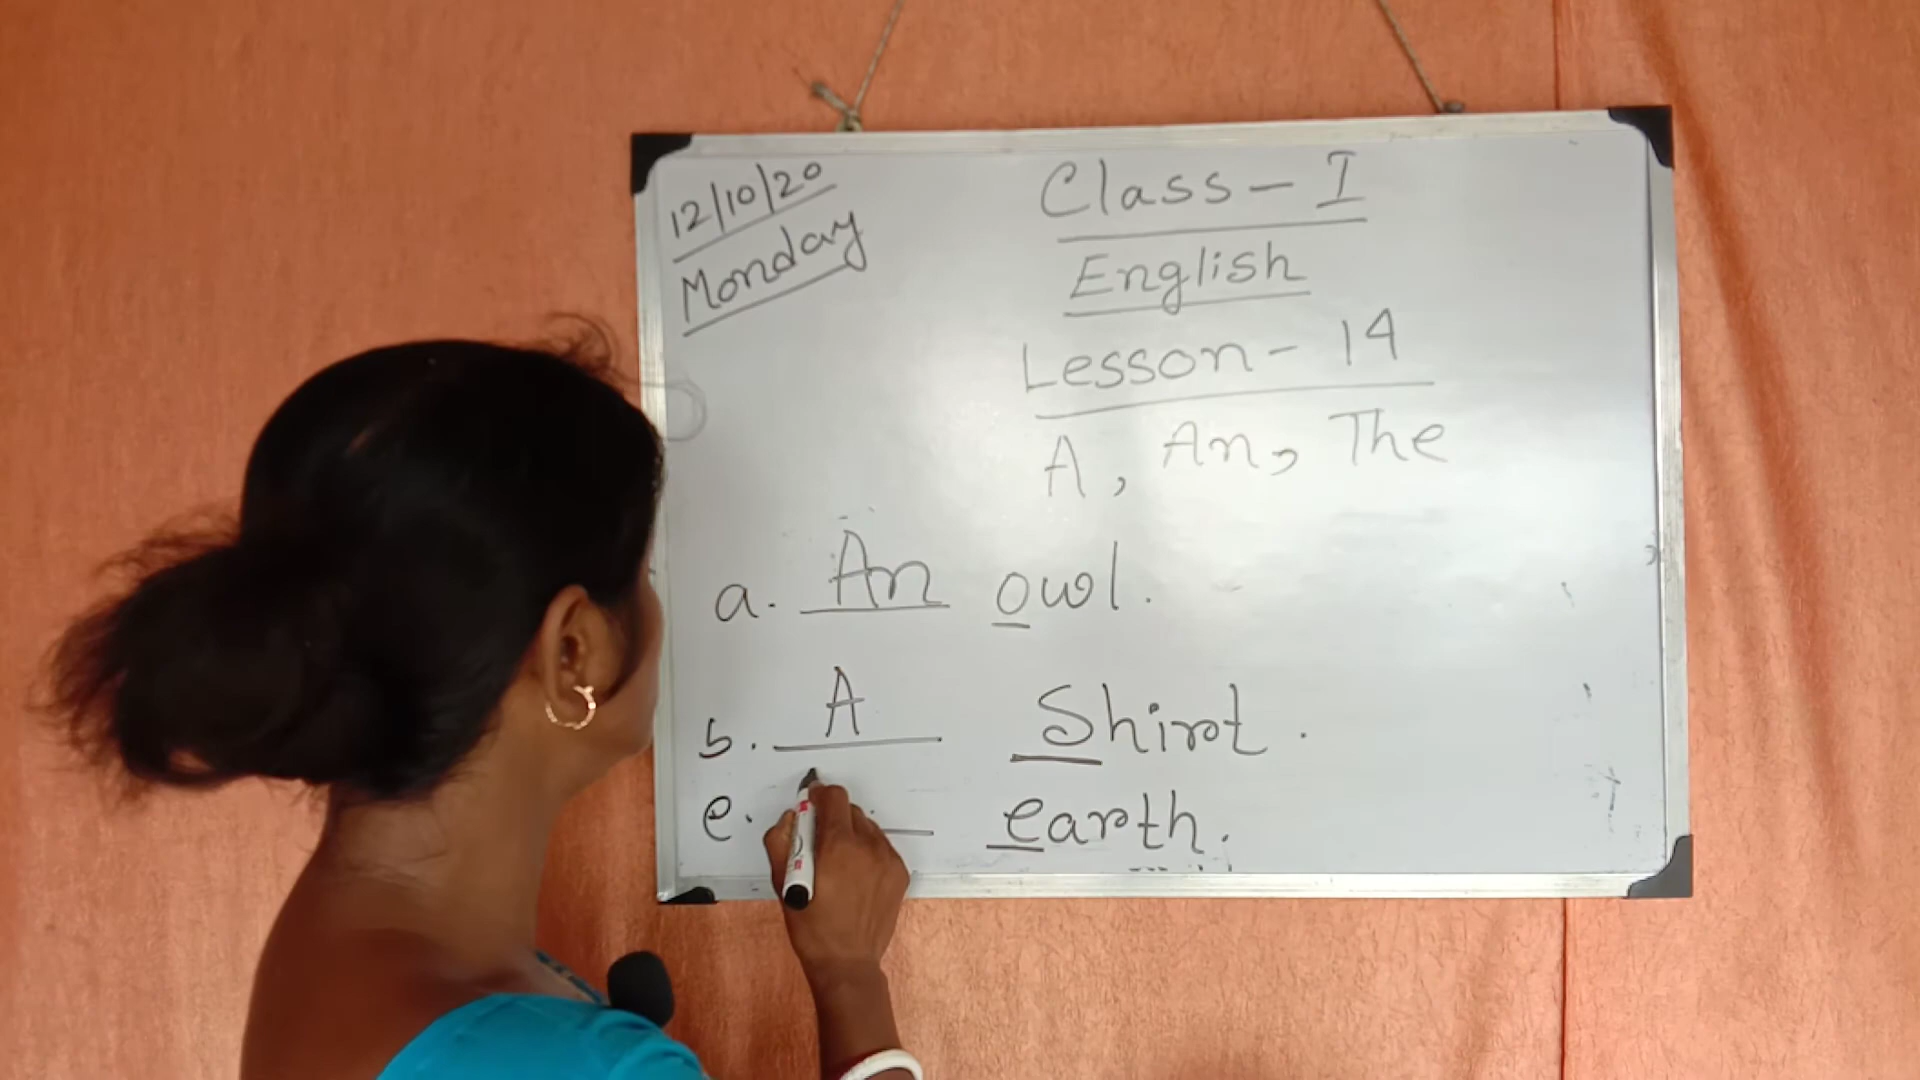 12/10/20
Monday
Class - I
English
Lesson - 14
A, An, The
a. An owl.
b. A Shirt.
e. earth.